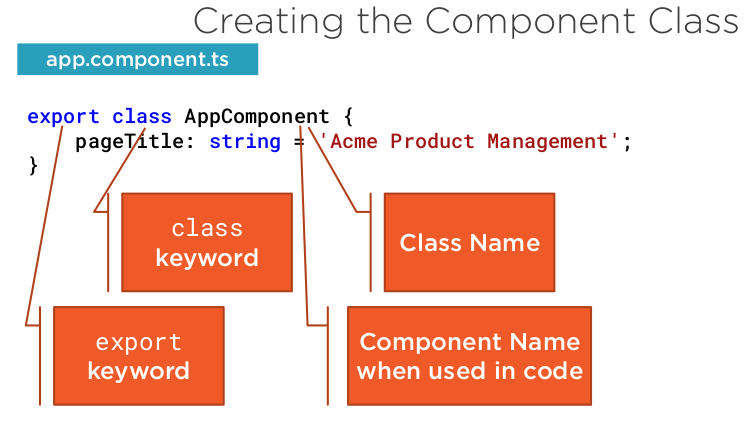 Creating the Component Class
app.component.ts
export class AppComponent {
    pageTitle: string = 'Acme Product Management';
}
class
keyword
Class Name
export
keyword
Component Name
when used in code